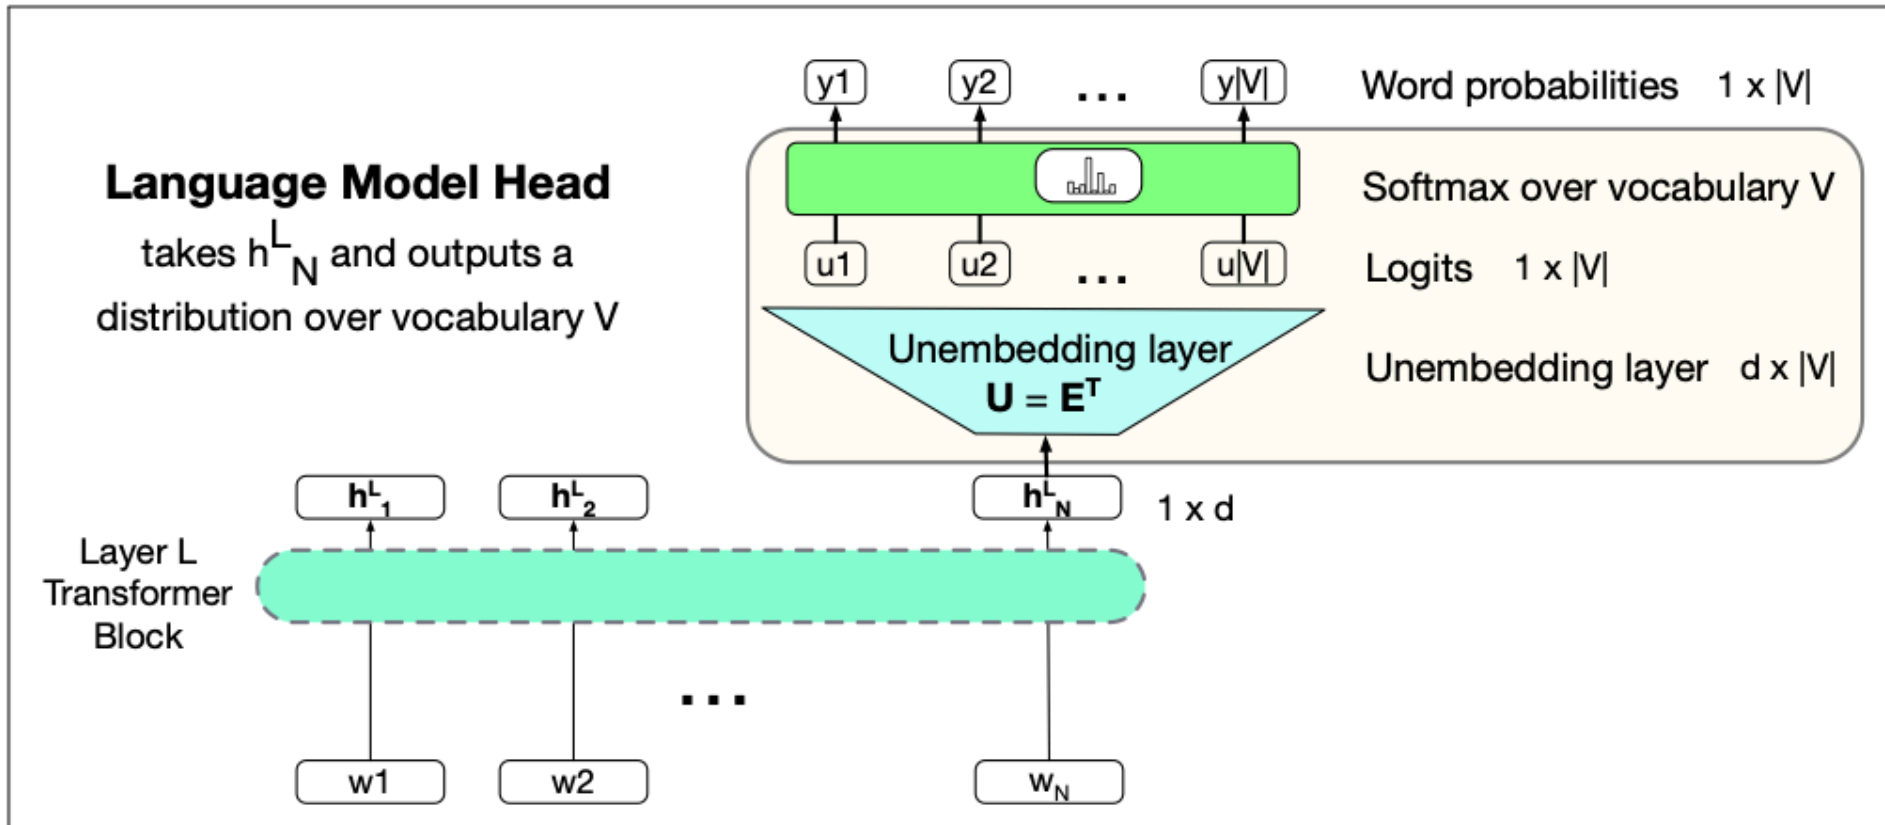 y1 y2 ... y|V| Word probabilities 1 x |V|
Language Model Head
takes h^L_N and outputs a
distribution over vocabulary V
Softmax over vocabulary V
u1 u2 ... u|V| Logits 1 x |V|
Unembedding layer
U = E^T
Unembedding layer d x |V|
h^L_1 h^L_2 h^L_N 1 x d
Layer L
Transformer
Block
...
w1 w2 w_N